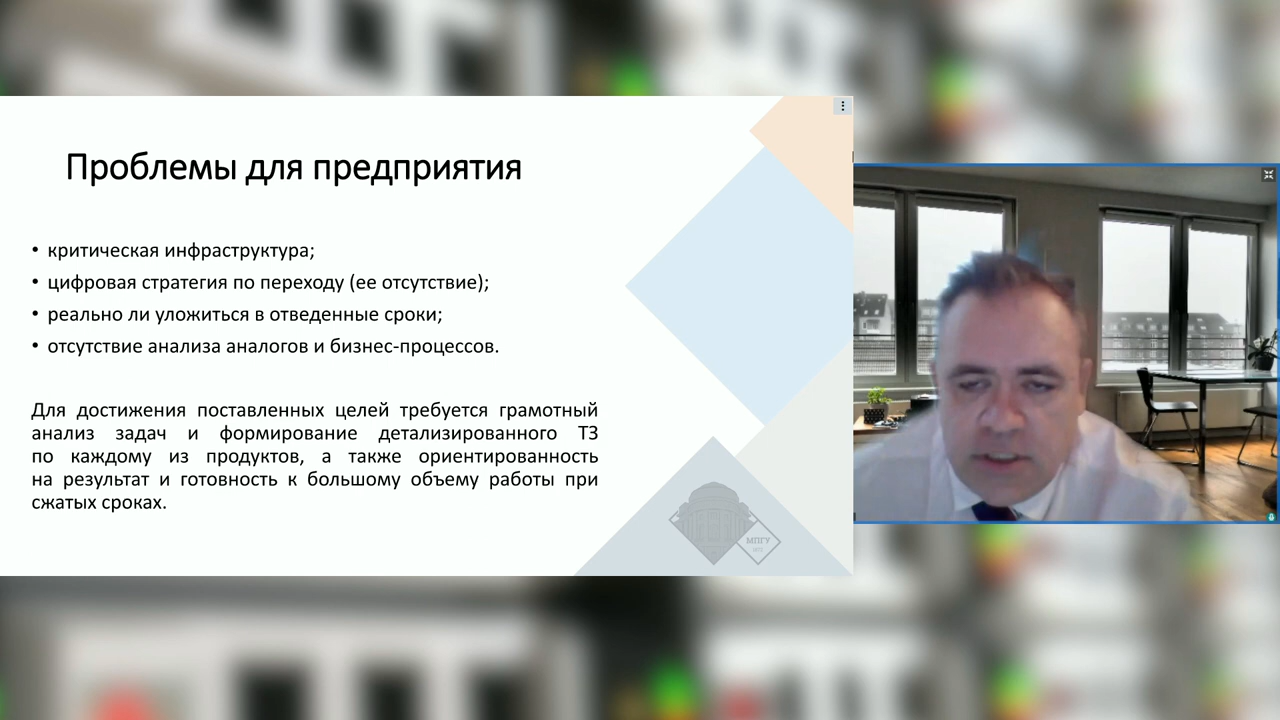 Проблемы для предприятия
• критическая инфраструктура;
• цифровая стратегия по переходу (ее отсутствие);
• реально ли уложиться в отведенные сроки;
• отсутствие анализа аналогов и бизнес-процессов.
Для достижения поставленных целей требуется грамотный
анализ задач и формирование детализированного ТЗ
по каждому из продуктов, а также ориентированность
на результат и готовность к большому объему работы при
сжатых сроках.
МПГУ